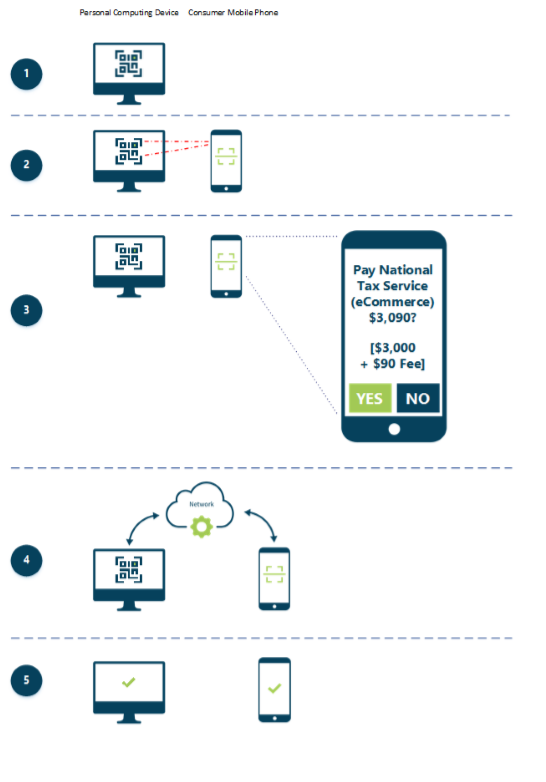 Personal Computing Device Consumer Mobile Phone
1
2
3
Pay National
Tax Service
(eCommerce)
$3,090?
[$3,000
+ $90 Fee]
YES NO
4
Network
5